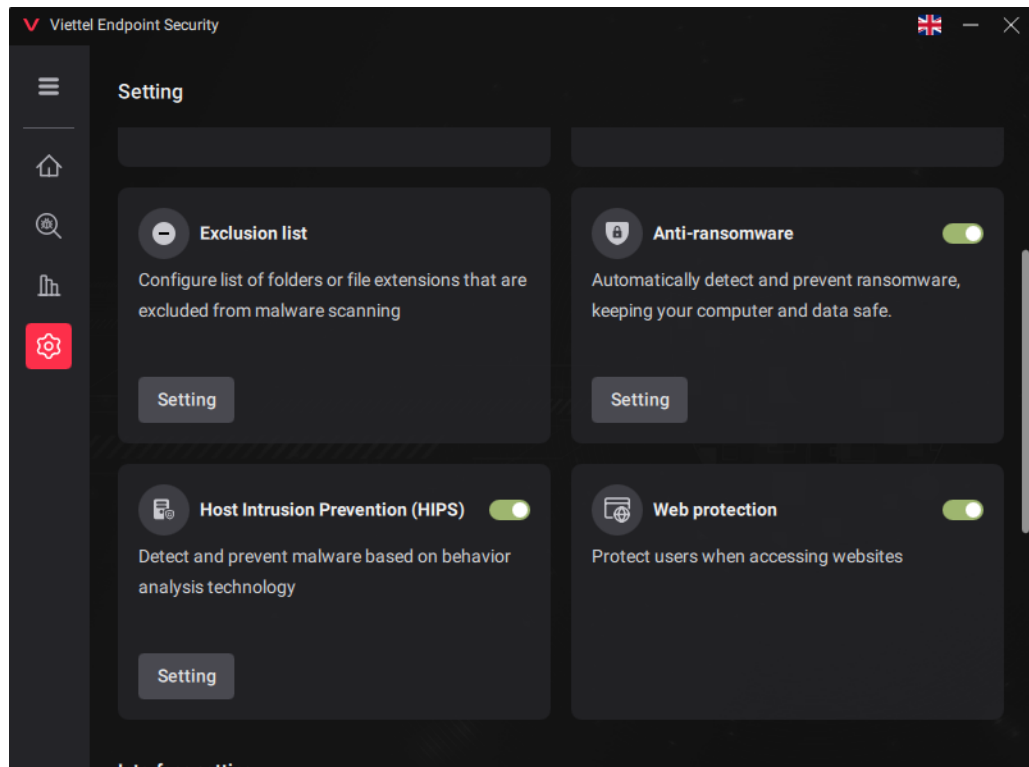 Viettel Endpoint Security
Setting
Exclusion list
Configure list of folders or file extensions that are
excluded from malware scanning
Setting
Anti-ransomware
Automatically detect and prevent ransomware,
keeping your computer and data safe.
Setting
Host Intrusion Prevention (HIPS)
Detect and prevent malware based on behavior
analysis technology
Setting
Web protection
Protect users when accessing websites